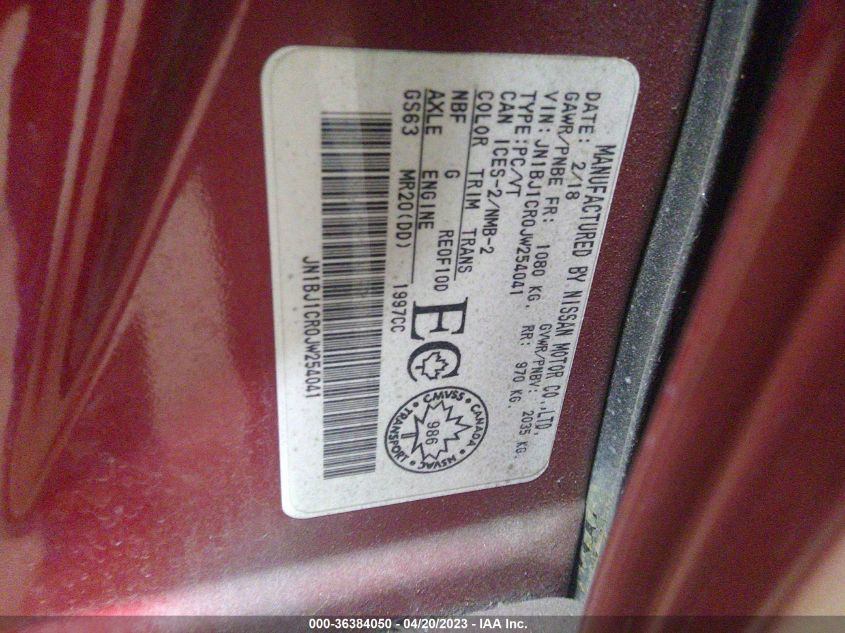 MANUFACTURED BY NISSAN MOTOR CO.,LTD.
DATE: 2/18 GVWR/PNBV: 2035 KG.
GAWR/PNBE FR: 1080 KG. RR: 970 KG.
VIN: JN1BJ1CR0JW254041
TYPE:PC/VT
CAN ICES-2/NMB-2
COLOR TRIM TRANS
NBF G RE0F10D
AXLE ENGINE
GS63 MR20(DD) 1997CC
EC
CANADA CMVSS
986
TRANSPORT NSVAC
JN1BJ1CR0JW254041
000-36384050 - 04/20/2023 - IAA Inc.